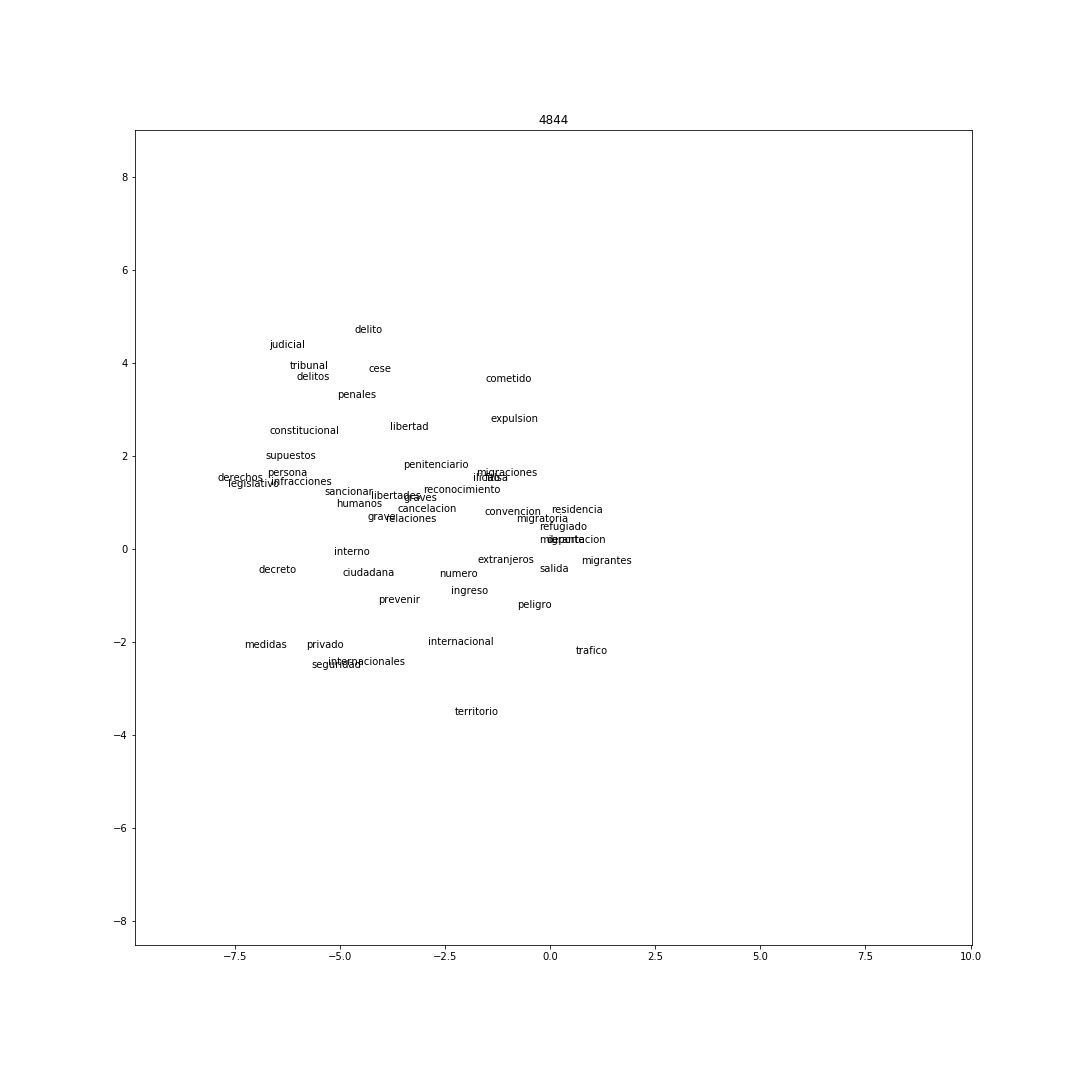 4844
8
6
delito
judicial
4
tribunal
cese
delitos
cometido
penales
expulsion
libertad
constitucional
2
supuestos
penitenciario
persona
migraciones
derechos
legislativo
infracciones
reconocimiento
sancionar
libertades
graves
humanos
cancelacion
residencia
convencion
grave
relaciones
migratoria
refugiado
migrante
deportacion
0
interno
extranjeros
migrantes
decreto
salida
ciudadana
numero
ingreso
prevenir
peligro
−2
medidas
privado
internacional
trafico
internacionales
seguridad
territorio
−4
−6
−8
−7.5
−5.0
−2.5
0.0
2.5
5.0
7.5
10.0